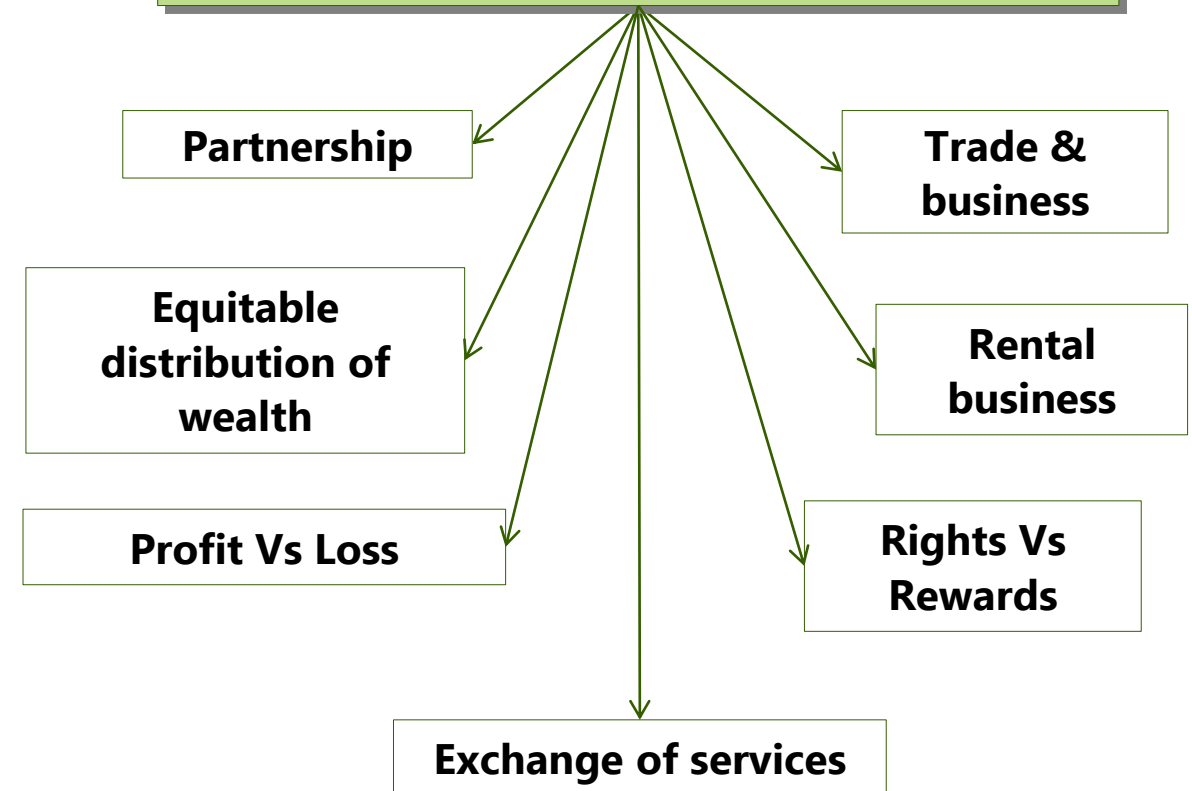 Partnership
Trade &
business
Equitable
distribution of
wealth
Rental
business
Profit Vs Loss
Rights Vs
Rewards
Exchange of services